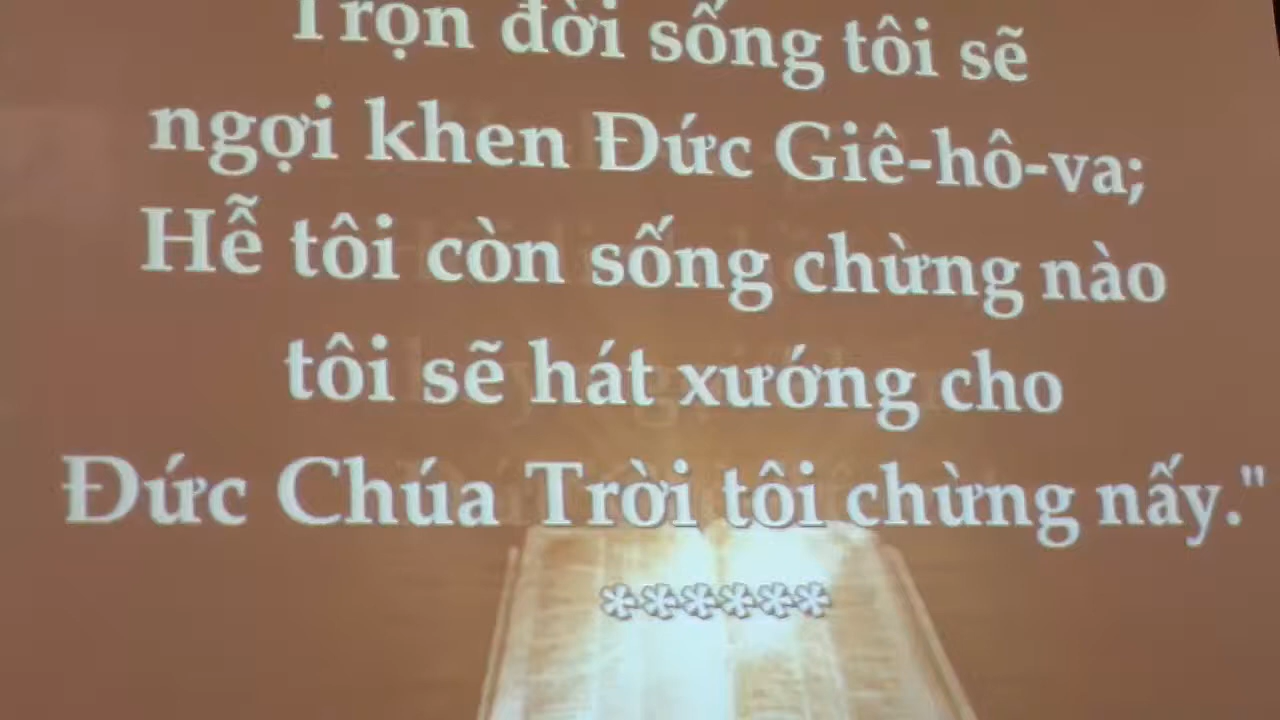 Trọn đời sống tôi sẽ
ngợi khen Đức Giê-hô-va;
Hễ tôi còn sống chừng nào
tôi sẽ hát xướng cho
Đức Chúa Trời tôi chừng nấy."
******